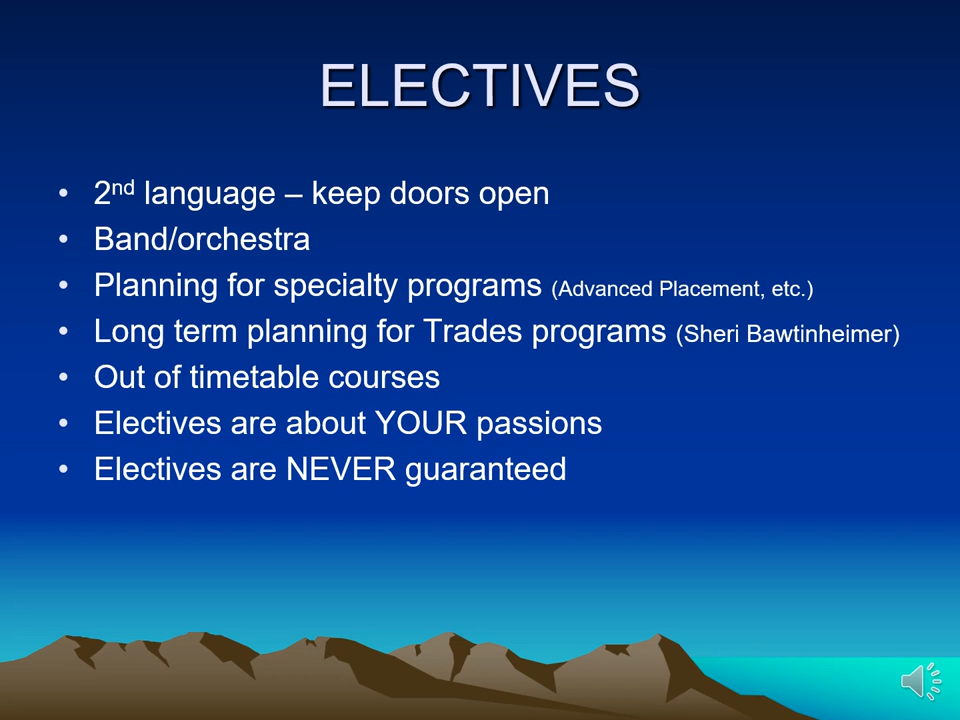 ELECTIVES
• 2nd language – keep doors open
• Band/orchestra
• Planning for specialty programs (Advanced Placement, etc.)
• Long term planning for Trades programs (Sheri Bawtinheimer)
• Out of timetable courses
• Electives are about YOUR passions
• Electives are NEVER guaranteed